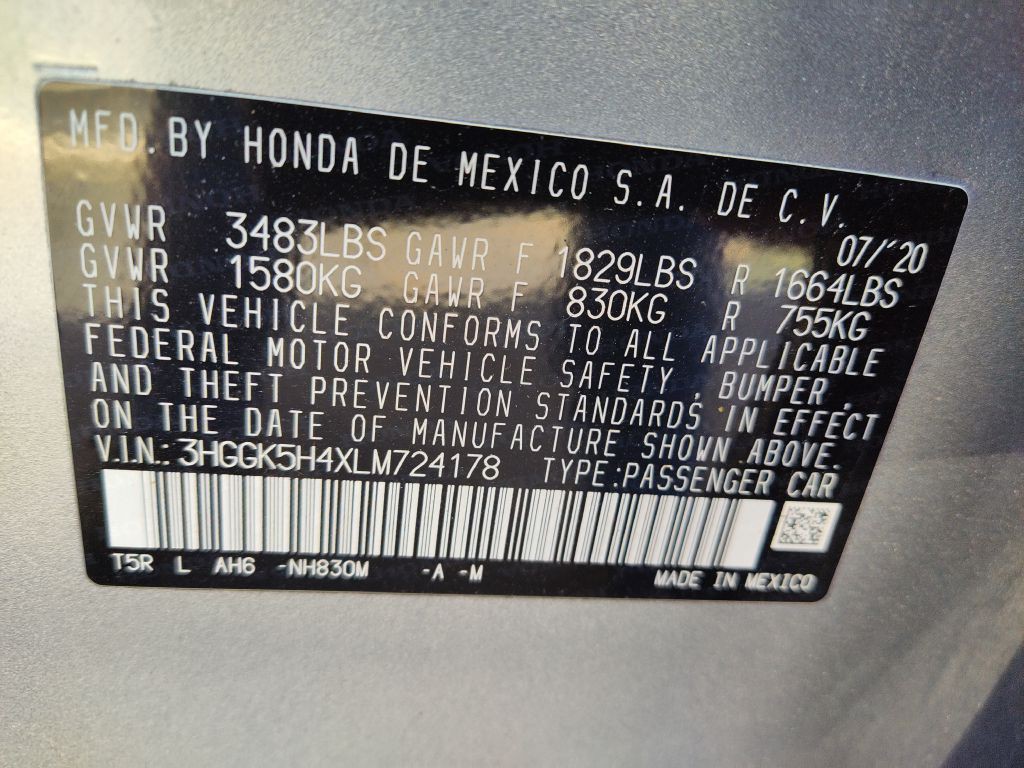 MFD. BY HONDA DE MEXICO S.A. DE C.V.
07/'20
GVWR 3483LBS GAWR F 1829LBS R 1664LBS
GVWR 1580KG GAWR F 830KG R 755KG
THIS VEHICLE CONFORMS TO ALL APPLICABLE
FEDERAL MOTOR VEHICLE SAFETY, BUMPER,
AND THEFT PREVENTION STANDARDS IN EFFECT
ON THE DATE OF MANUFACTURE SHOWN ABOVE.
V.I.N.: 3HGGK5H4XLM724178 TYPE:PASSENGER CAR
T5R L AH6 -NH830M -A -M MADE IN MEXICO